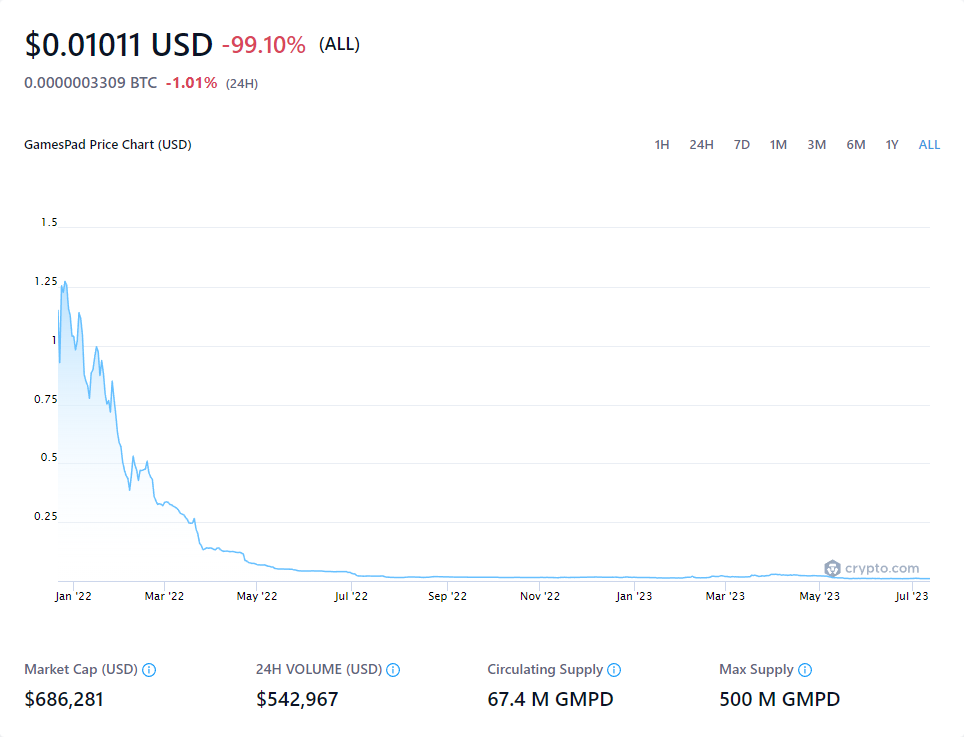 $0.01011 USD -99.10% (ALL)
0.0000003309 BTC -1.01% (24H)
GamesPad Price Chart (USD) 1H 24H 7D 1M 3M 6M 1Y ALL
1.5
1.25
1
0.75
0.5
0.25
crypto.com
Jan '22 Mar '22 May '22 Jul '22 Sep '22 Nov '22 Jan '23 Mar '23 May '23 Jul '23
Market Cap (USD) 24H VOLUME (USD) Circulating Supply Max Supply
$686,281 $542,967 67.4 M GMPD 500 M GMPD